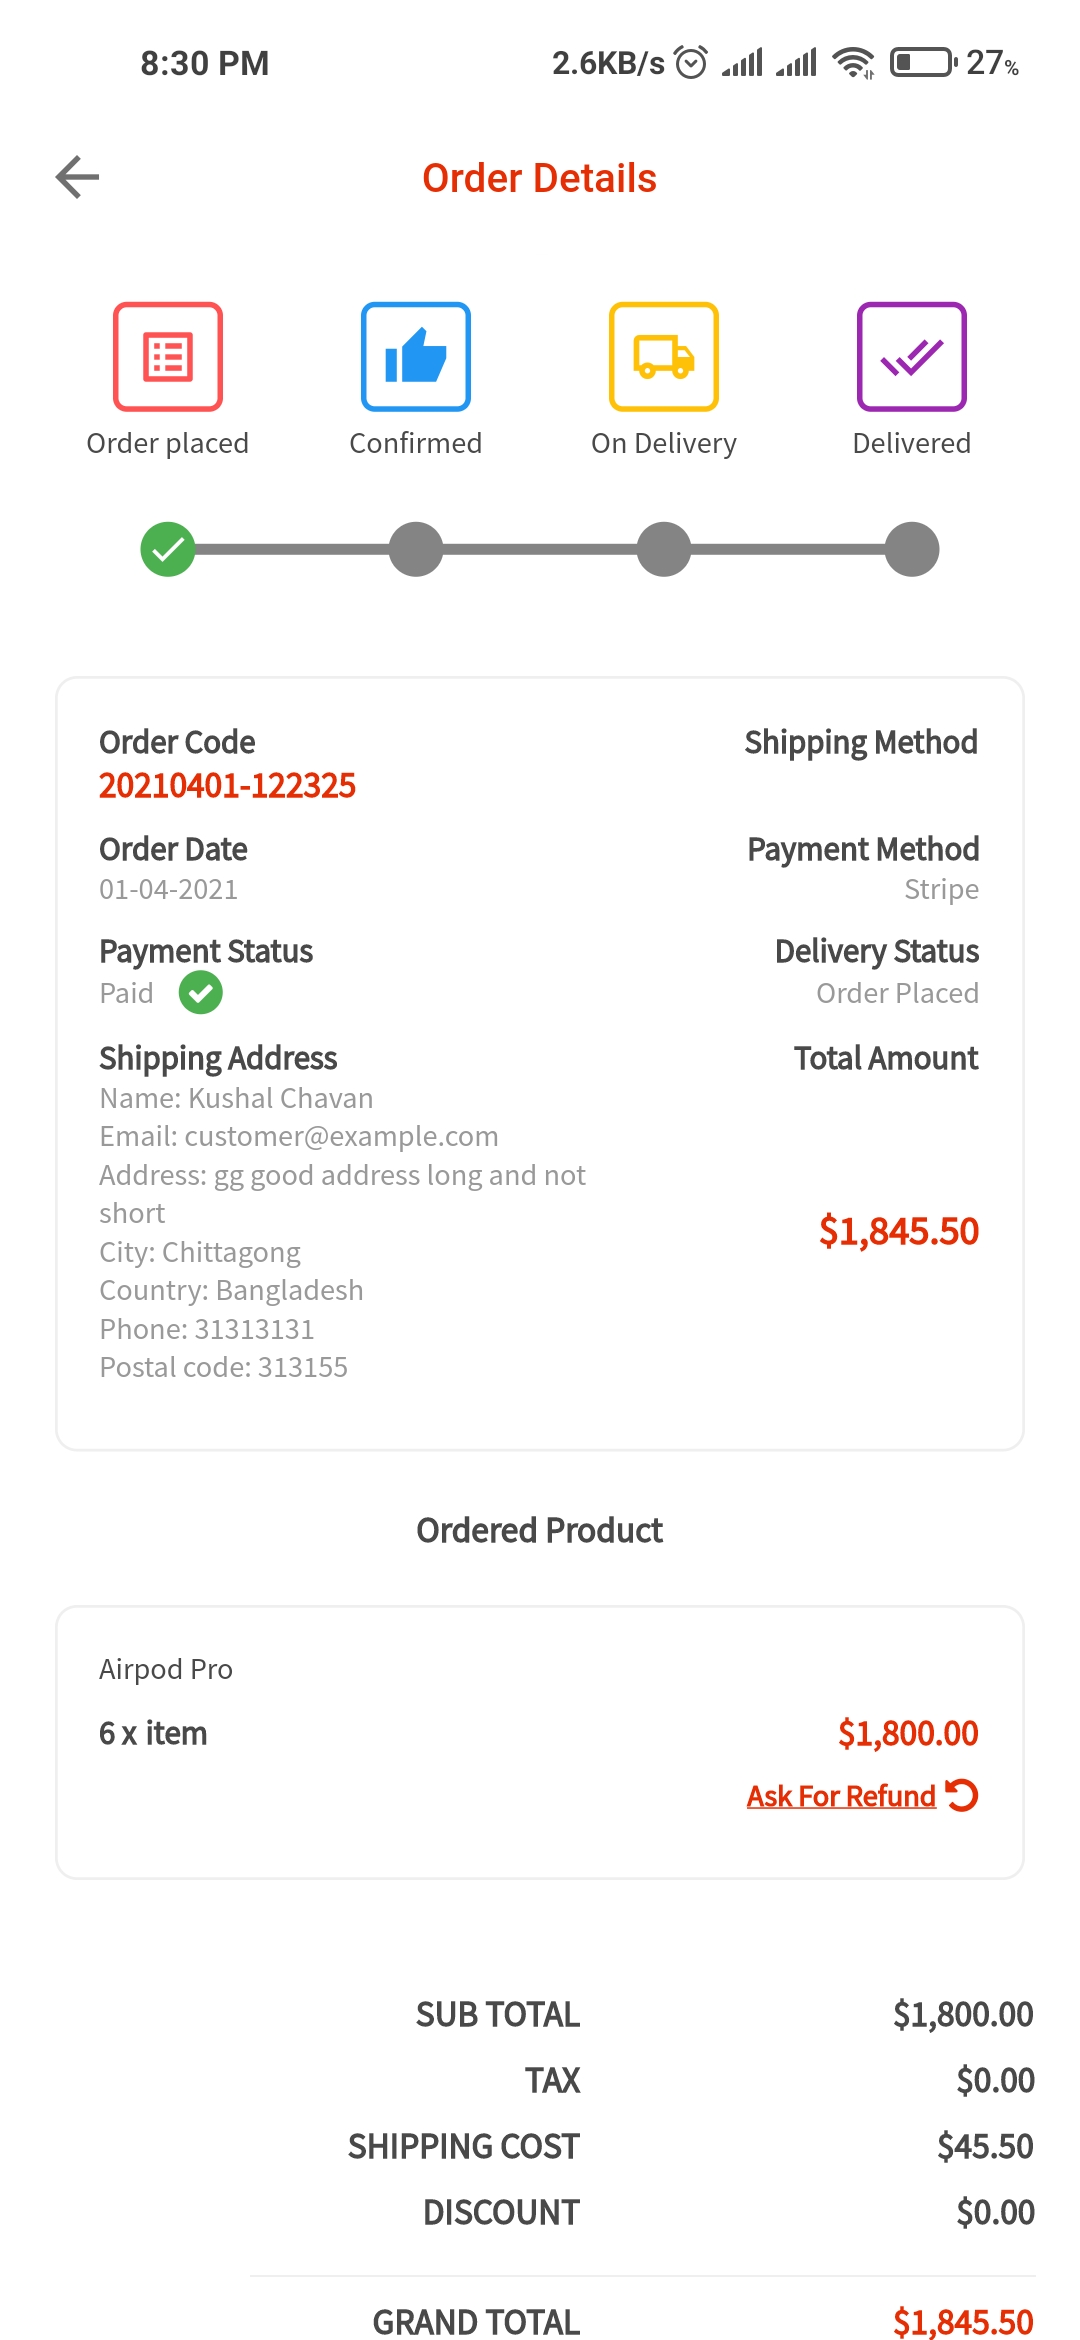 8:30 PM 2.6KB/s 27%
Order Details
Order placed Confirmed On Delivery Delivered
Order Code Shipping Method
20210401-122325
Order Date Payment Method
01-04-2021 Stripe
Payment Status Delivery Status
Paid Order Placed
Shipping Address Total Amount
Name: Kushal Chavan
Email: customer@example.com
Address: gg good address long and not
short
$1,845.50
City: Chittagong
Country: Bangladesh
Phone: 31313131
Postal code: 313155
Ordered Product
Airpod Pro
6 x item $1,800.00
Ask For Refund
SUB TOTAL $1,800.00
TAX $0.00
SHIPPING COST $45.50
DISCOUNT $0.00
GRAND TOTAL $1,845.50